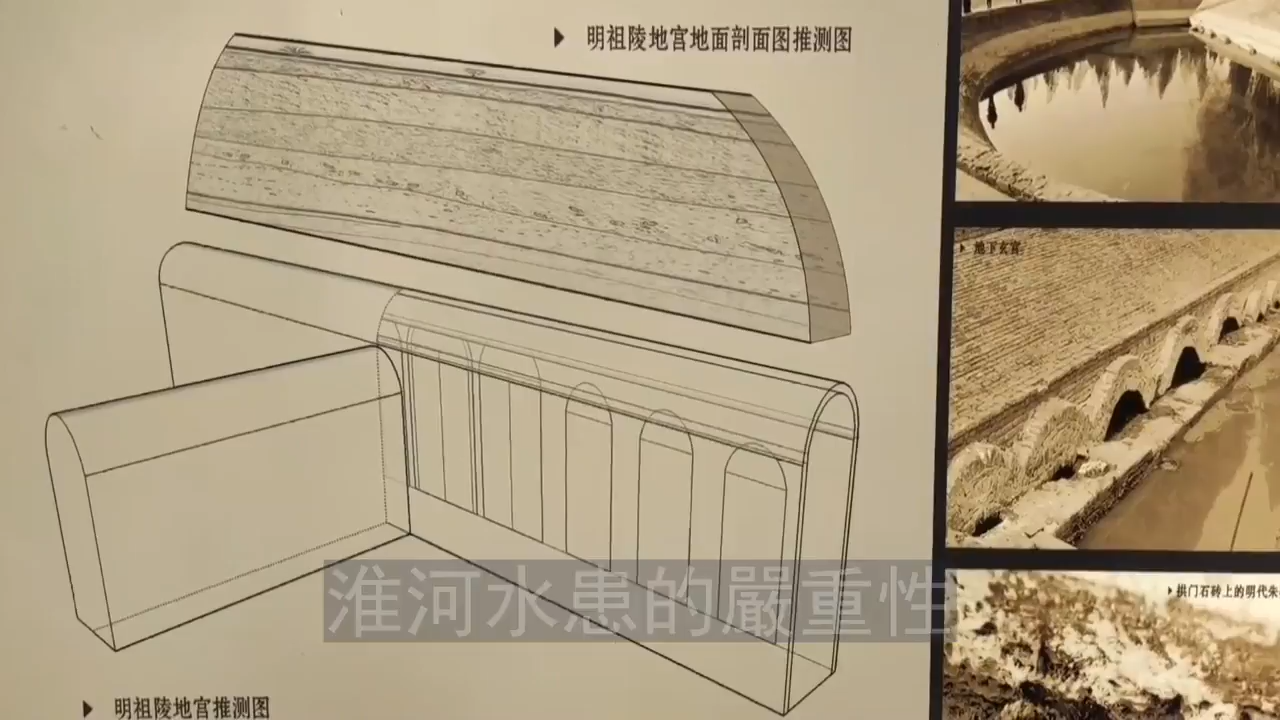 明祖陵地宫地面剖面图推测图
地下玄宫
拱门石砖上的明代朱
淮河水患的嚴重性
明祖陵地宫推测图